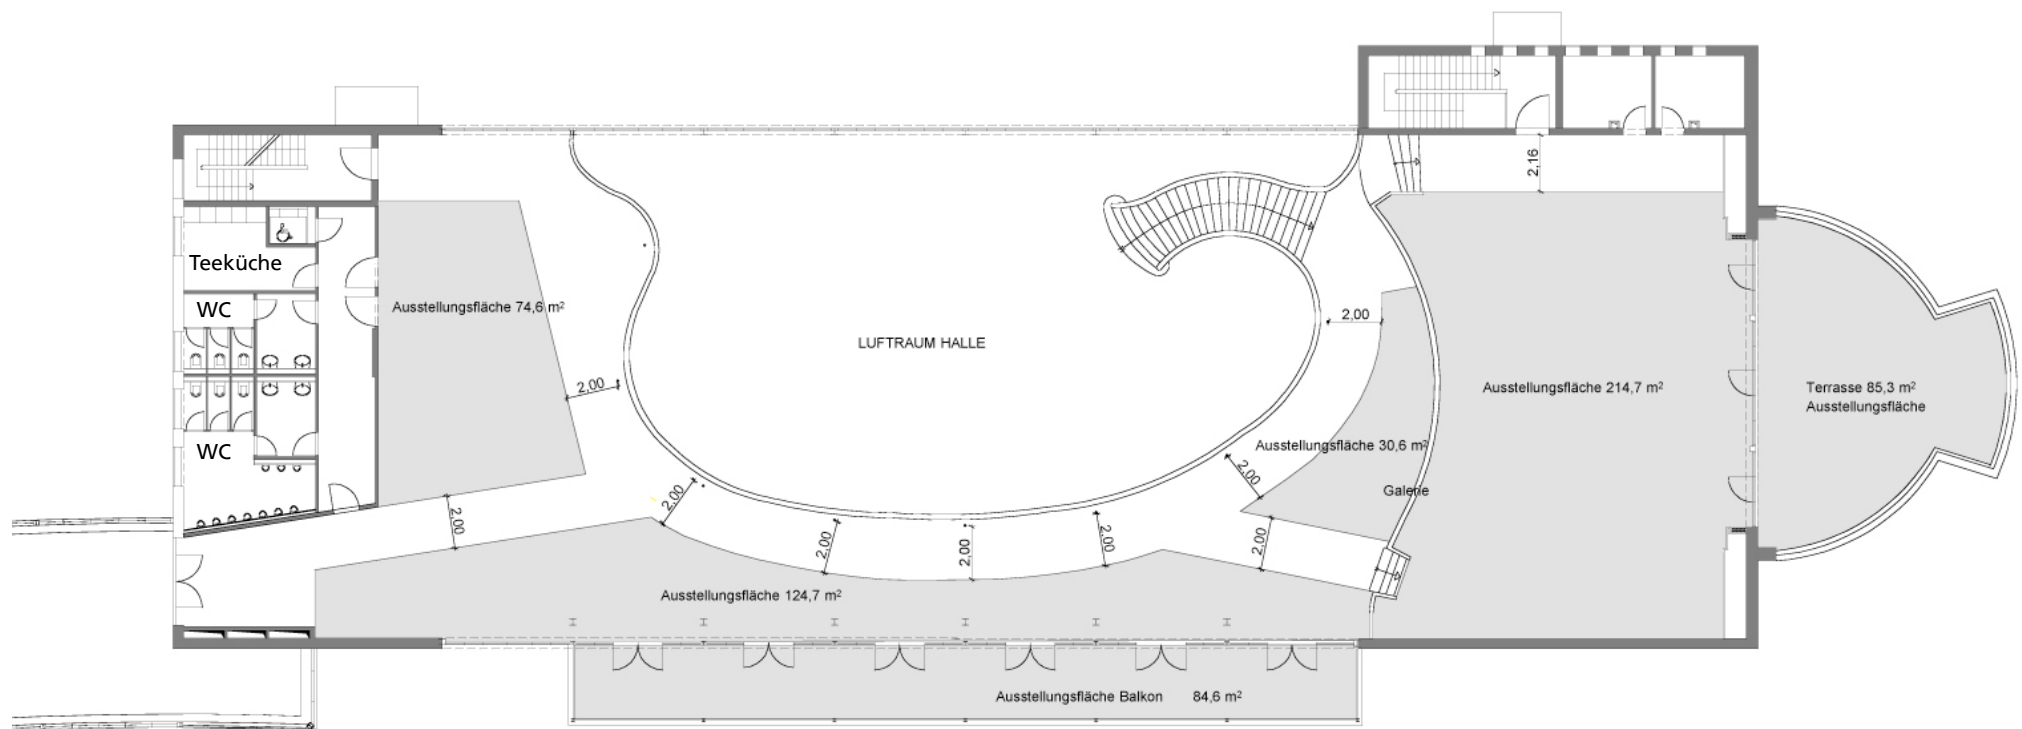 2,16
Teeküche
WC
Ausstellungsfläche 74,6 m²
2,00
LUFTRAUM HALLE
2,00
Ausstellungsfläche 214,7 m²
Terrasse 85,3 m²
Ausstellungsfläche
WC
Ausstellungsfläche 30,6 m²
2,00
Galerie
2,00
2,00
2,00
2,00
2,00
2,00
Ausstellungsfläche 124,7 m²
Ausstellungsfläche Balkon 84,6 m²